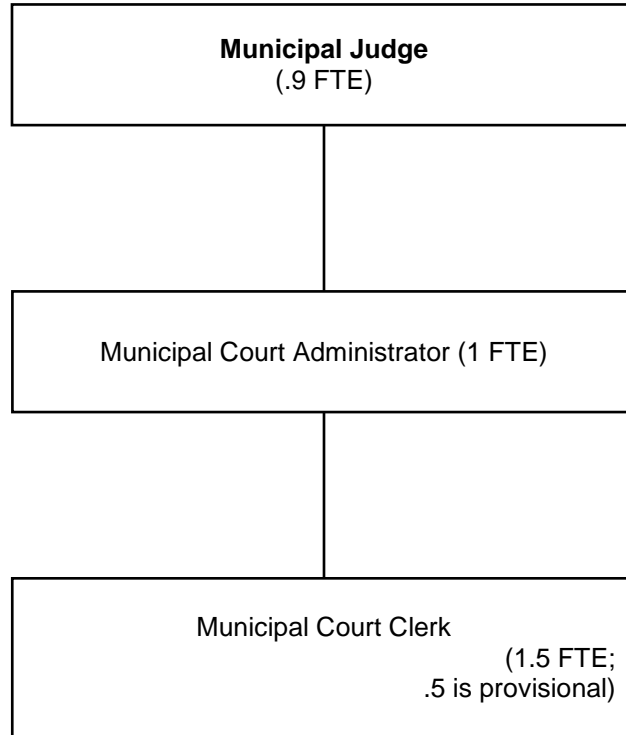 Municipal Judge
(.9 FTE)
Municipal Court Administrator (1 FTE)
Municipal Court Clerk
(1.5 FTE;
.5 is provisional)